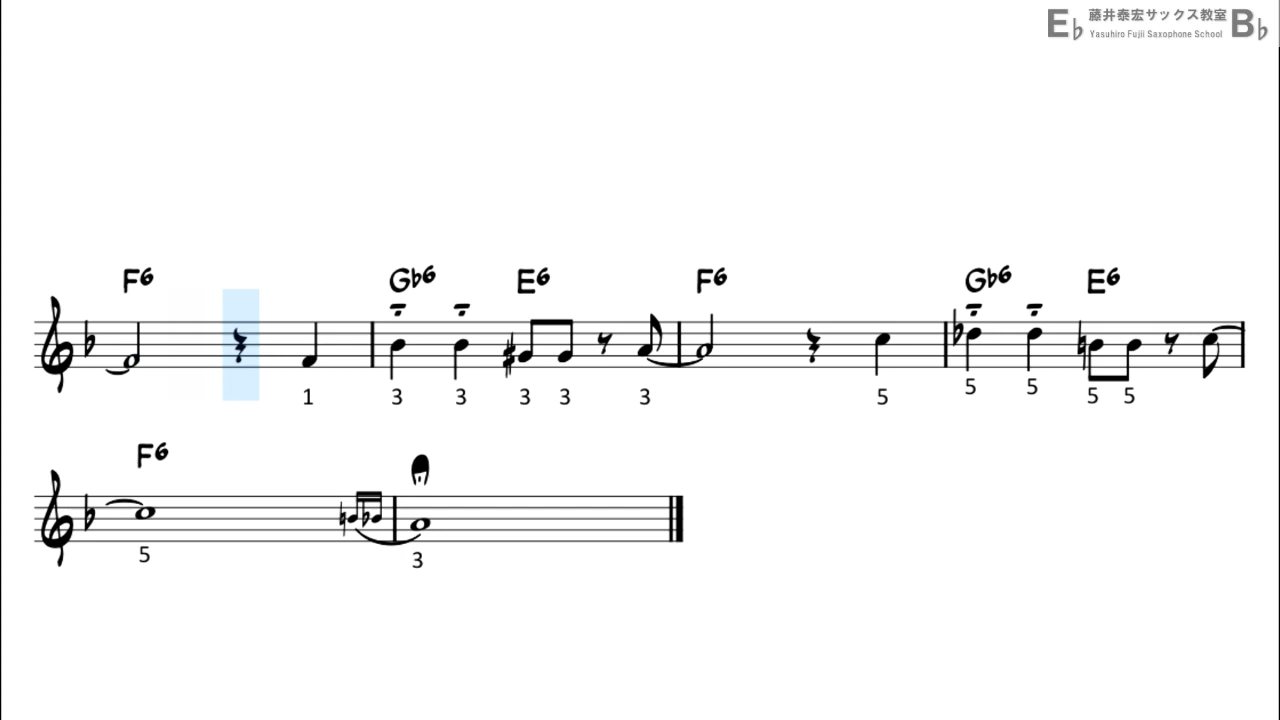 E♭ 藤井泰宏サックス教室 B♭
Yasuhiro Fujii Saxophone School
F6 G♭6 E6 F6 G♭6 E6
1 3 3 3 3 3 5 5 5 5 5
F6
5 3